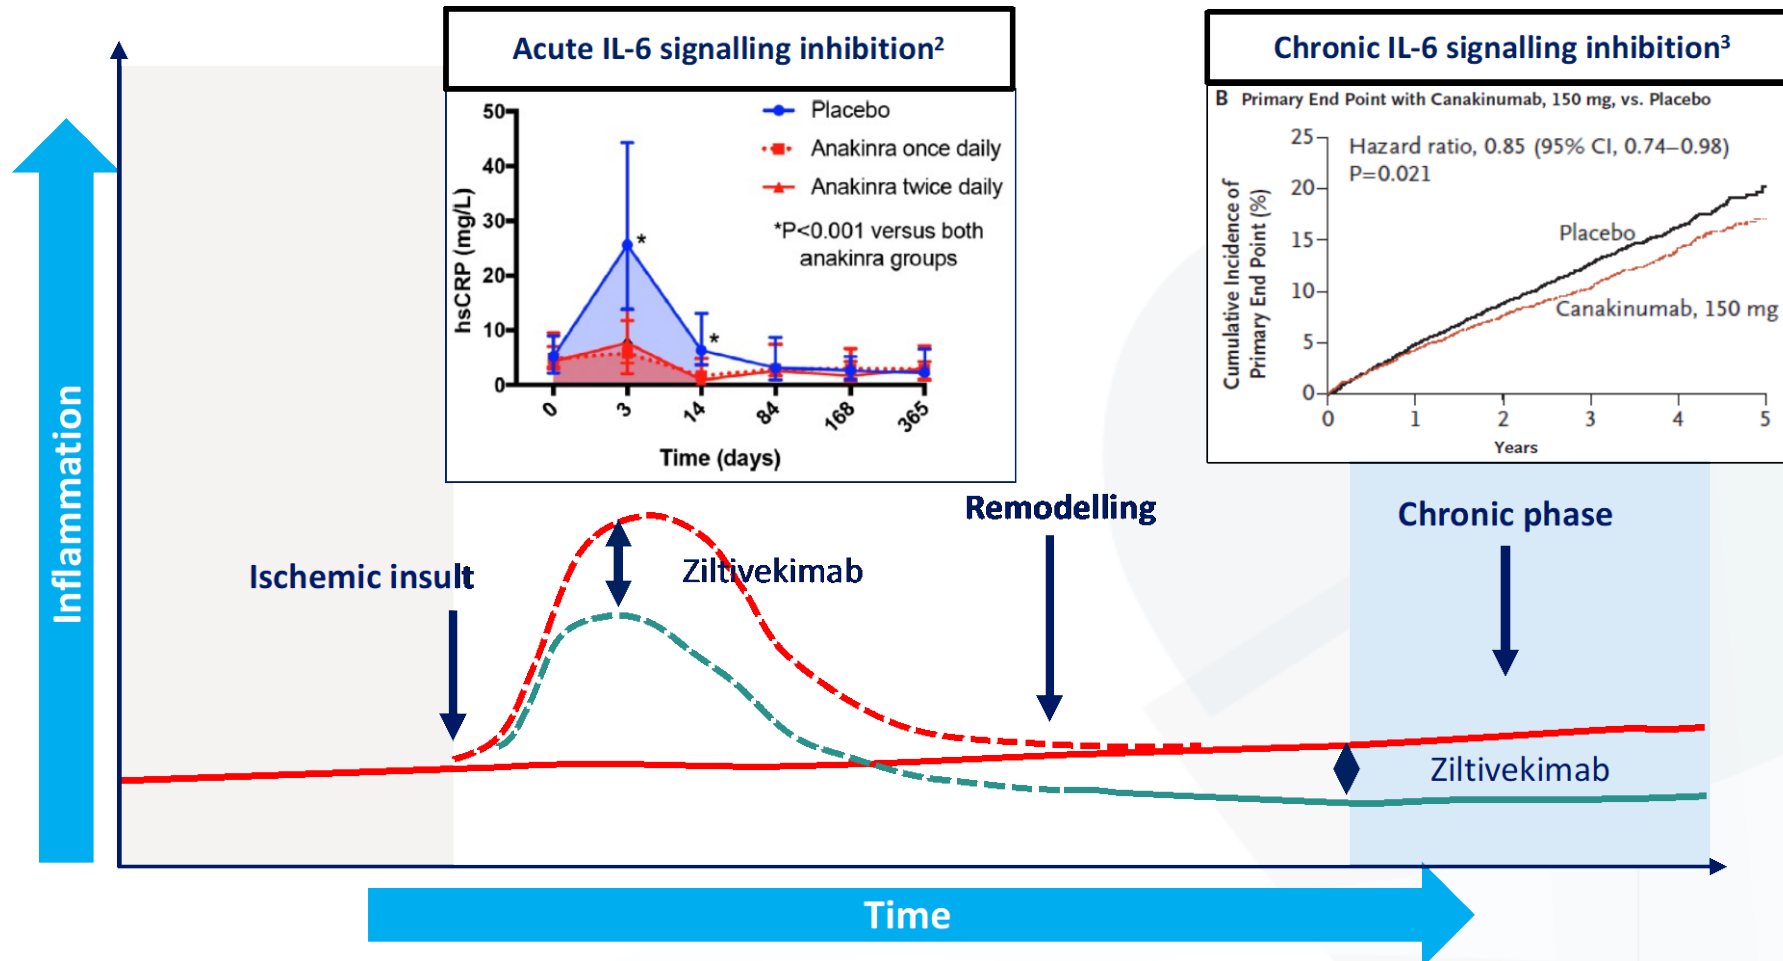 Acute IL-6 signalling inhibition²
50
40
30
20
10
0
hsCRP (mg/L)
Placebo
Anakinra once daily
Anakinra twice daily
*P<0.001 versus both
anakinra groups
*
*
0
3
14
84
168
365
Time (days)
Chronic IL-6 signalling inhibition³
B Primary End Point with Canakinumab, 150 mg, vs. Placebo
25
20
15
10
5
0
Cumulative Incidence of
Primary End Point (%)
Hazard ratio, 0.85 (95% CI, 0.74–0.98)
P=0.021
Placebo
Canakinumab, 150 mg
0
1
2
3
4
5
Years
Inflammation
Ischemic insult
Ziltivekimab
Remodelling
Chronic phase
Ziltivekimab
Time